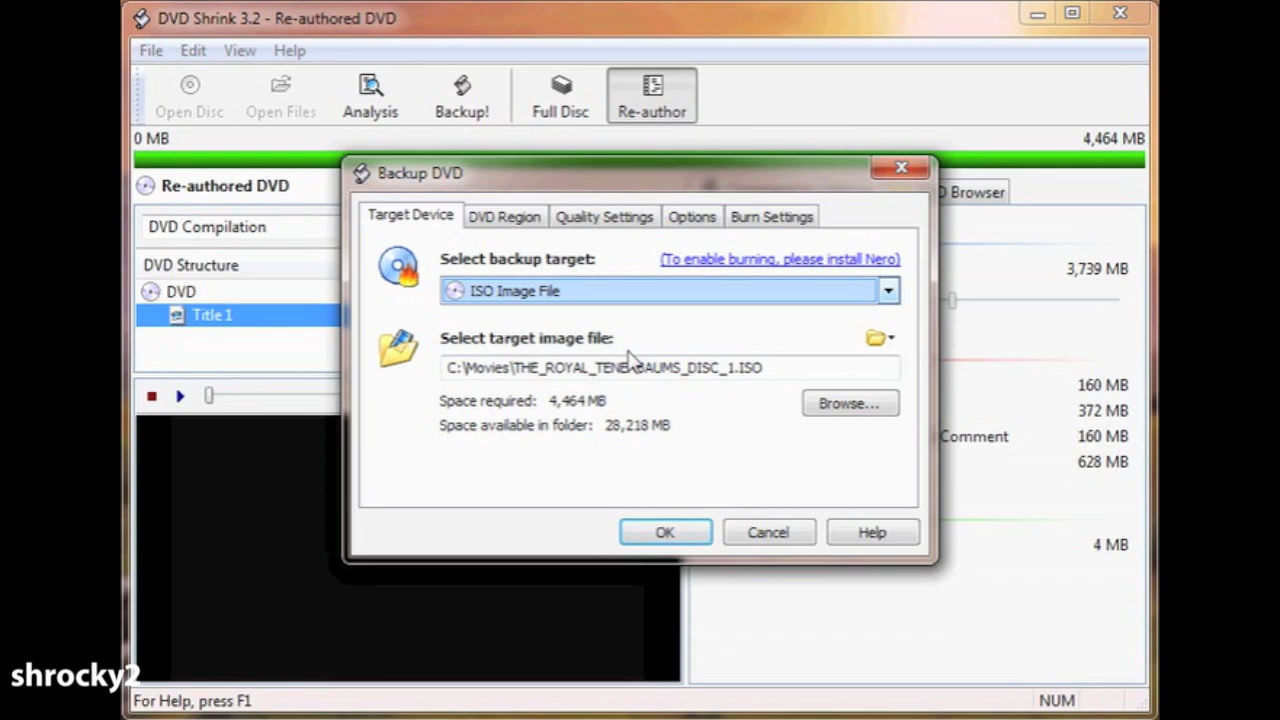 DVD Shrink 3.2 - Re-authored DVD
File Edit View Help
Open Disc Open Files Analysis Backup! Full Disc Re-author
0 MB 4,464 MB
Re-authored DVD
DVD Compilation
DVD Structure
DVD
Title 1
Backup DVD
Target Device DVD Region Quality Settings Options Burn Settings
Select backup target: (To enable burning, please install Nero)
ISO Image File
Select target image file:
C:\Movies\THE_ROYAL_TENENBAUMS_DISC_1.ISO
Space required: 4,464 MB
Browse...
Space available in folder: 28,218 MB
OK Cancel Help
D Browser
3,739 MB
160 MB
372 MB
Comment 160 MB
628 MB
4 MB
shrocky2
For Help, press F1 NUM